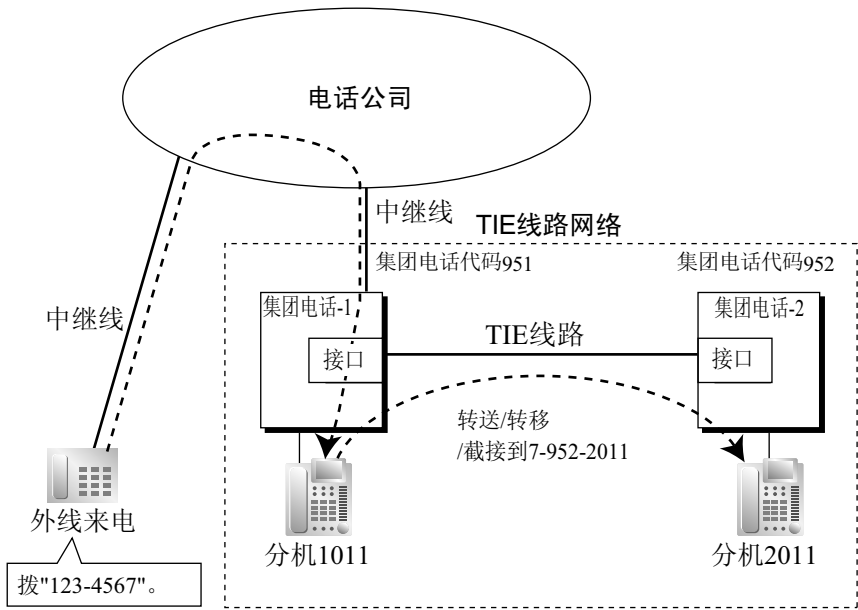 电话公司
中继线
TIE线路网络
集团电话代码951
集团电话代码952
集团电话-1
集团电话-2
中继线
TIE线路
接口
接口
转送/转移
/截接到7-952-2011
外线来电
分机1011
分机2011
拨"123-4567"。